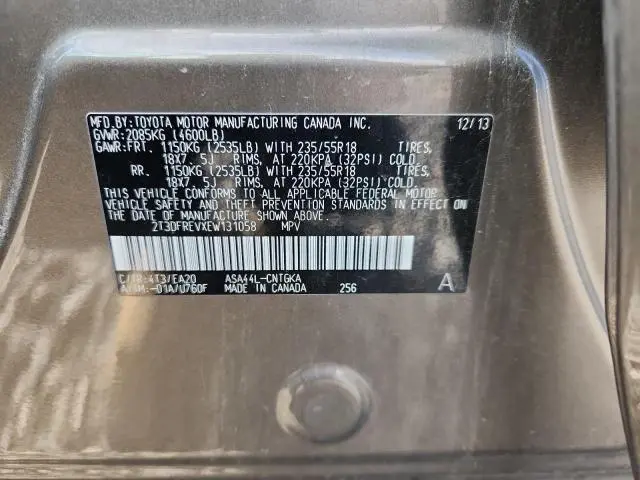 MFD.BY:TOYOTA MOTOR MANUFACTURING CANADA INC. 12/13
GVWR:2085KG (4600LB)
GAWR:FRT. 1150KG (2535LB) WITH 235/55R18 TIRES,
18X7. 5J RIMS, AT 220KPA (32PSI) COLD.
RR. 1150KG (2535LB) WITH 235/55R18 TIRES,
18X7. 5J RIMS, AT 220KPA (32PSI) COLD.
THIS VEHICLE CONFORMS TO ALL APPLICABLE FEDERAL MOTOR
VEHICLE SAFETY AND THEFT PREVENTION STANDARDS IN EFFECT
ON THE DATE OF MANUFACTURE SHOWN ABOVE.
2T3DFREVXEW131058 MPV
C/TR:4T3/EA20 ASA44L-CNTGKA
A/TM:-01A/U760F MADE IN CANADA 256 A